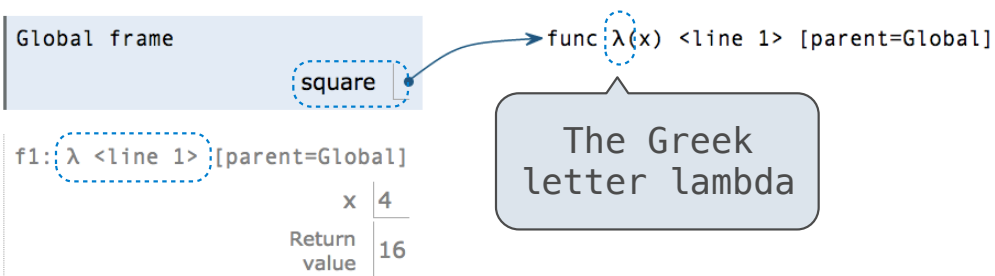 Global frame
func λ(x) <line 1> [parent=Global]
square
The Greek
letter lambda
f1: λ <line 1> [parent=Global]
x 4
Return
value 16